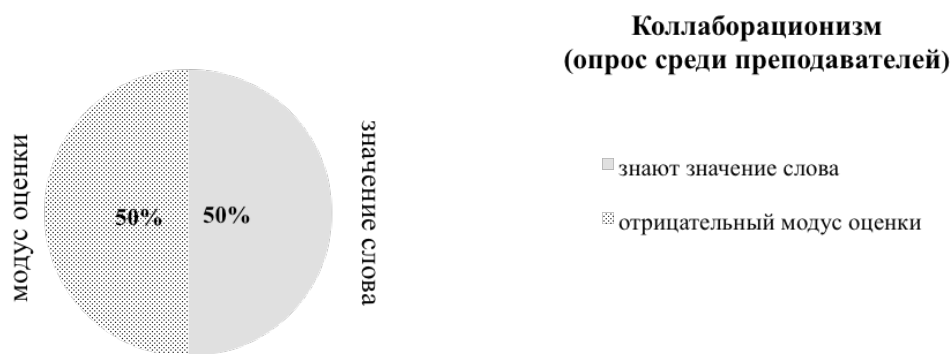 Коллаборационизм
(опрос среди преподавателей)
модус оценки
50%
50%
значение слова
знают значение слова
отрицательный модус оценки